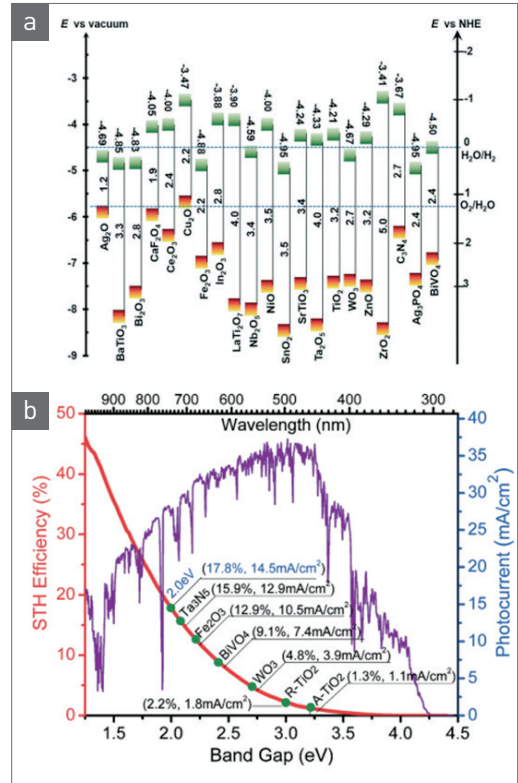 a
E vs vacuum
E vs NHE
-3
-4
-5
-6
-7
-8
-9
-2
-1
0
1
2
3
H₂O/H₂
O₂/H₂O
-4.69
1.2
Ag₂O
-4.85
3.3
BaTiO₃
-4.83
2.8
Bi₂O₃
-4.05
1.9
CaF₂O₄
-4.00
2.4
Ce₂O₃
-3.47
2.2
Cu₂O
-4.88
2.2
Fe₂O₃
-3.88
2.8
In₂O₃
-3.90
4.0
LaTi₂O₇
-4.59
3.4
Nb₂O₅
-4.00
3.5
NiO
-4.95
3.5
SnO₂
-4.24
3.4
SrTiO₃
-4.33
4.0
Ta₂O₅
-4.21
3.2
TiO₂
-4.67
2.7
WO₃
-4.29
3.2
ZnO
-3.41
5.0
ZrO₂
-3.67
2.7
C₃N₄
-4.95
2.4
Ag₃PO₄
-4.50
2.4
BiVO₄
b
900 800 700 600 500 400 300
Wavelength (nm)
STH Efficiency (%)
50
40
30
20
10
0
Photocurrent (mA/cm²)
40
35
30
25
20
15
10
5
0
2.0eV (17.8%, 14.5mA/cm²)
Ta3N5 (15.9%, 12.9mA/cm²)
Fe2O3 (12.9%, 10.5mA/cm²)
BiVO4 (9.1%, 7.4mA/cm²)
WO3 (4.8%, 3.9mA/cm²)
R-TiO2
(2.2%, 1.8mA/cm²)
A-TiO2
(1.3%, 1.1mA/cm²)
1.5 2.0 2.5 3.0 3.5 4.0 4.5
Band Gap (eV)